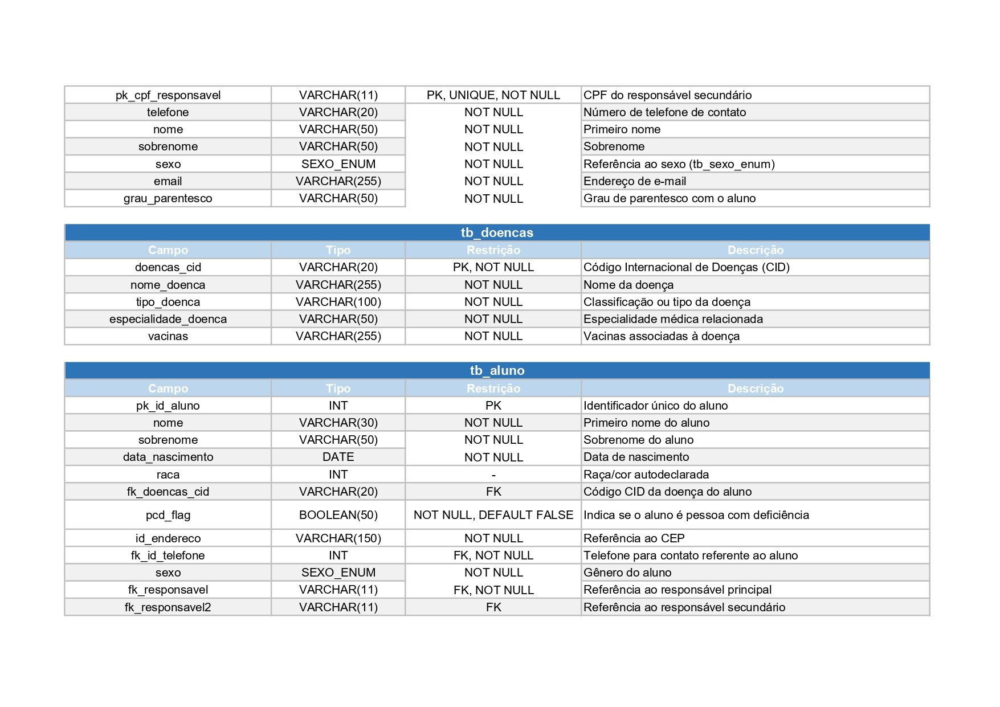 pk_cpf_responsavel VARCHAR(11) PK, UNIQUE, NOT NULL CPF do responsável secundário
telefone VARCHAR(20) NOT NULL Número de telefone de contato
nome VARCHAR(50) NOT NULL Primeiro nome
sobrenome VARCHAR(50) NOT NULL Sobrenome
sexo SEXO_ENUM NOT NULL Referência ao sexo (tb_sexo_enum)
email VARCHAR(255) NOT NULL Endereço de e-mail
grau_parentesco VARCHAR(50) NOT NULL Grau de parentesco com o aluno
tb_doencas
Campo Tipo Restrição Descrição
doencas_cid VARCHAR(20) PK, NOT NULL Código Internacional de Doenças (CID)
nome_doenca VARCHAR(255) NOT NULL Nome da doença
tipo_doenca VARCHAR(100) NOT NULL Classificação ou tipo da doença
especialidade_doenca VARCHAR(50) NOT NULL Especialidade médica relacionada
vacinas VARCHAR(255) NOT NULL Vacinas associadas à doença
tb_aluno
Campo Tipo Restrição Descrição
pk_id_aluno INT PK Identificador único do aluno
nome VARCHAR(30) NOT NULL Primeiro nome do aluno
sobrenome VARCHAR(50) NOT NULL Sobrenome do aluno
data_nascimento DATE NOT NULL Data de nascimento
raca INT - Raça/cor autodeclarada
fk_doencas_cid VARCHAR(20) FK Código CID da doença do aluno
pcd_flag BOOLEAN(50) NOT NULL, DEFAULT FALSE Indica se o aluno é pessoa com deficiência
id_endereco VARCHAR(150) NOT NULL Referência ao CEP
fk_id_telefone INT FK, NOT NULL Telefone para contato referente ao aluno
sexo SEXO_ENUM NOT NULL Gênero do aluno
fk_responsavel VARCHAR(11) FK, NOT NULL Referência ao responsável principal
fk_responsavel2 VARCHAR(11) FK Referência ao responsável secundário